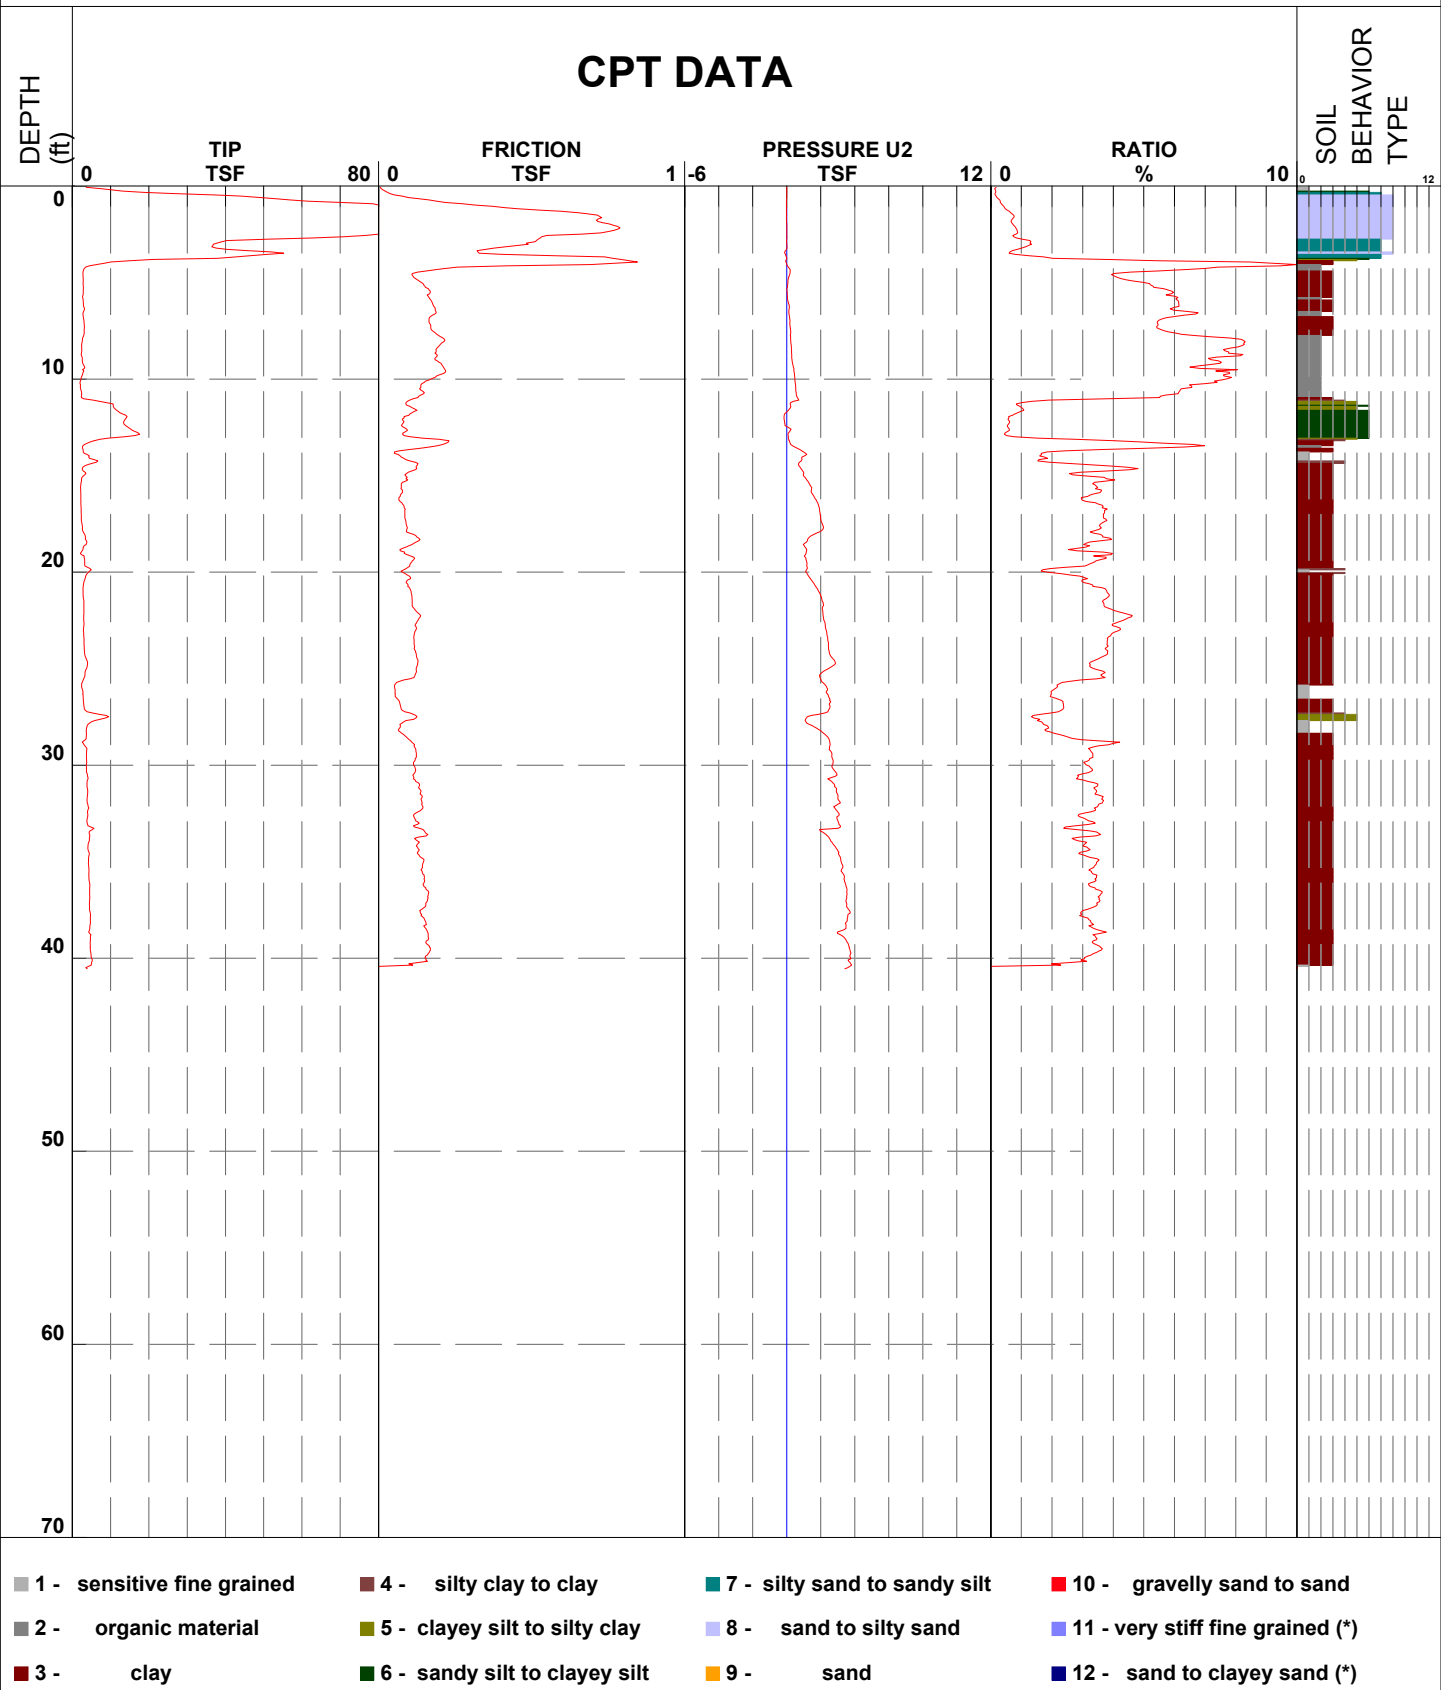 CPT DATA
DEPTH
(ft)
TIP
TSF
0 80
FRICTION
TSF
0 1
PRESSURE U2
TSF
-6 12
RATIO
%
0 10
SOIL
BEHAVIOR
TYPE
0 12
0
10
20
30
40
50
60
70
1 - sensitive fine grained
2 - organic material
3 - clay
4 - silty clay to clay
5 - clayey silt to silty clay
6 - sandy silt to clayey silt
7 - silty sand to sandy silt
8 - sand to silty sand
9 - sand
10 - gravelly sand to sand
11 - very stiff fine grained (*)
12 - sand to clayey sand (*)